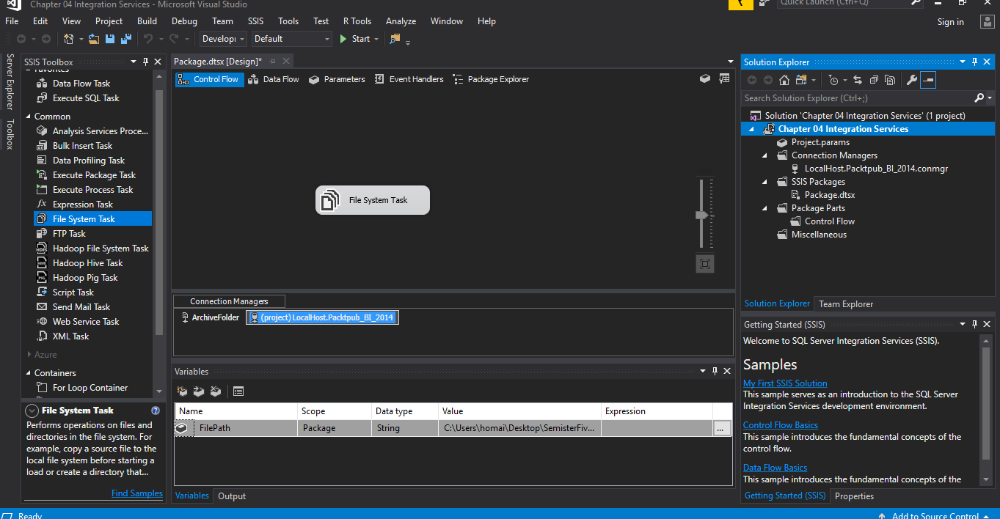 Chapter 04 Integration Services - Microsoft Visual Studio
Quick Launch (Ctrl+Q)
File Edit View Project Build Debug Team SSIS Tools Test R Tools Analyze Window Help
Sign in
Develop Default Start
Server Explorer
Toolbox
SSIS Toolbox
Favorites
Data Flow Task
Execute SQL Task
Common
Analysis Services Proce...
Bulk Insert Task
Data Profiling Task
Execute Package Task
Execute Process Task
Expression Task
File System Task
FTP Task
Hadoop File System Task
Hadoop Hive Task
Hadoop Pig Task
Script Task
Send Mail Task
Web Service Task
XML Task
Azure
Containers
For Loop Container
File System Task
Performs operations on files and
directories in the file system. For
example, copy a source file to the
local file system before starting a
load or create a directory that...
Find Samples
Package.dtsx [Design]*
Control Flow Data Flow Parameters Event Handlers Package Explorer
File System Task
Connection Managers
ArchiveFolder (project) LocalHost.Packtpub_BI_2014
Variables
Name Scope Data type Value Expression
FilePath Package String C:\Users\homai\Desktop\SemisterFiv... ...
Variables Output
Solution Explorer
Search Solution Explorer (Ctrl+;)
Solution 'Chapter 04 Integration Services' (1 project)
Chapter 04 Integration Services
Project.params
Connection Managers
LocalHost.Packtpub_BI_2014.conmgr
SSIS Packages
Package.dtsx
Package Parts
Control Flow
Miscellaneous
Solution Explorer Team Explorer
Getting Started (SSIS)
Welcome to SQL Server Integration Services (SSIS).
Samples
My First SSIS Solution
This sample serves as an introduction to the SQL Server
Integration Services development environment.
Control Flow Basics
This sample introduces the fundamental concepts of the
control flow.
Data Flow Basics
This sample introduces the fundamental concepts of the
Getting Started (SSIS) Properties
Ready
Add to Source Control